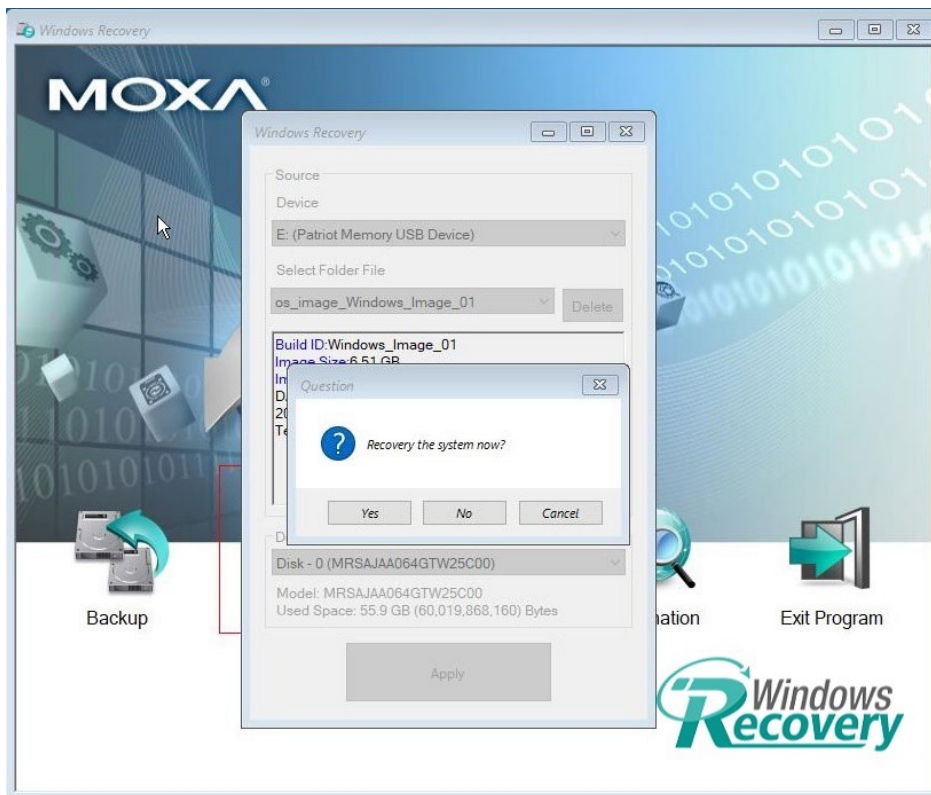 Windows Recovery
MOXA®
Windows Recovery
Source
Device
E: (Patriot Memory USB Device)
Select Folder File
os_image_Windows_Image_01
Delete
Build ID:Windows_Image_01
Image Size:6.51 GB
Question
Recovery the system now?
Yes
No
Cancel
Disk - 0 (MRSAJAA064GTW25C00)
Model: MRSAJAA064GTW25C00
Used Space: 55.9 GB (60,019,868,160) Bytes
Apply
Backup
Exit Program
Windows
Recovery